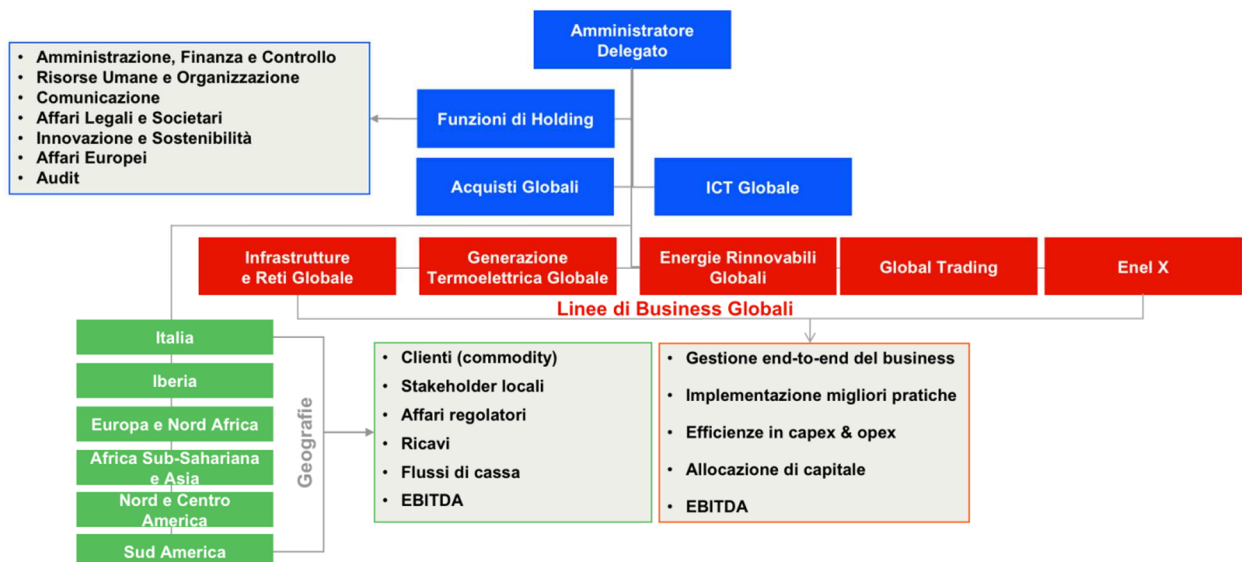 Amministratore
Delegato
• Amministrazione, Finanza e Controllo
• Risorse Umane e Organizzazione
• Comunicazione
• Affari Legali e Societari
• Innovazione e Sostenibilità
• Affari Europei
• Audit
Funzioni di Holding
Acquisti Globali
ICT Globale
Infrastrutture
e Reti Globale
Generazione
Termoelettrica Globale
Energie Rinnovabili
Globali
Global Trading
Enel X
Linee di Business Globali
Italia
Iberia
Europa e Nord Africa
Africa Sub-Sahariana
e Asia
Nord e Centro
America
Sud America
Geografie
• Clienti (commodity)
• Stakeholder locali
• Affari regolatori
• Ricavi
• Flussi di cassa
• EBITDA
• Gestione end-to-end del business
• Implementazione migliori pratiche
• Efficienze in capex & opex
• Allocazione di capitale
• EBITDA